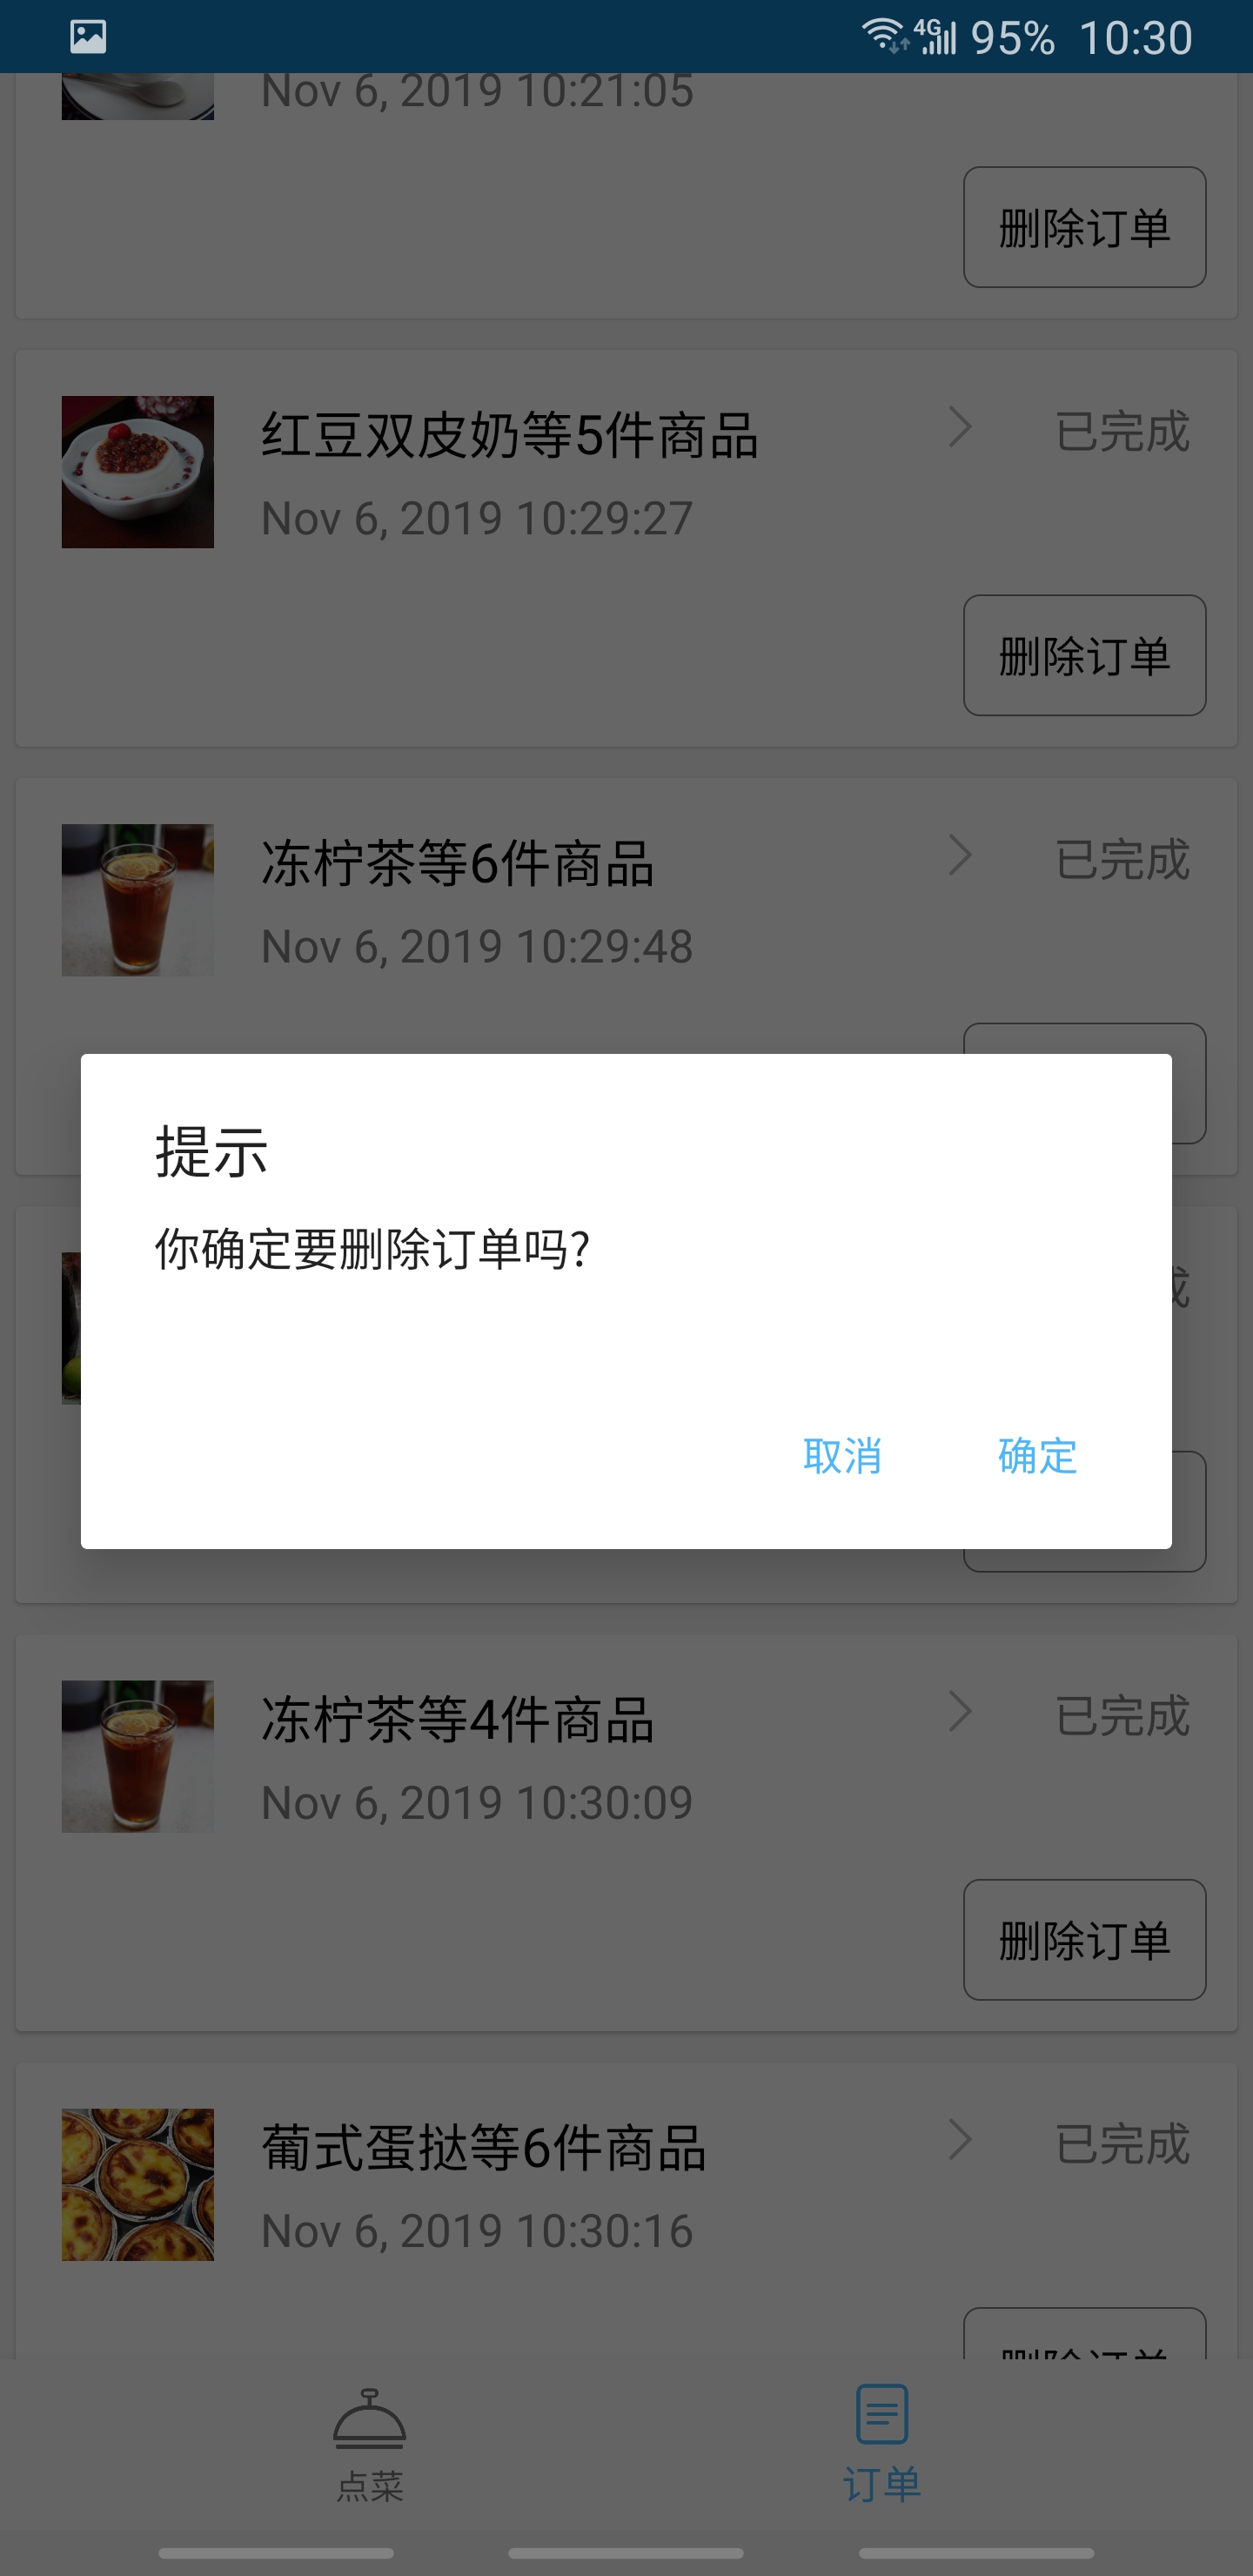 4G 95% 10:30
Nov 6, 2019 10:21:05
删除订单
红豆双皮奶等5件商品
已完成
Nov 6, 2019 10:29:27
删除订单
冻柠茶等6件商品
已完成
Nov 6, 2019 10:29:48
提示
你确定要删除订单吗?
成
取消 确定
冻柠茶等4件商品
已完成
Nov 6, 2019 10:30:09
删除订单
葡式蛋挞等6件商品
已完成
Nov 6, 2019 10:30:16
删除订单
点菜 订单